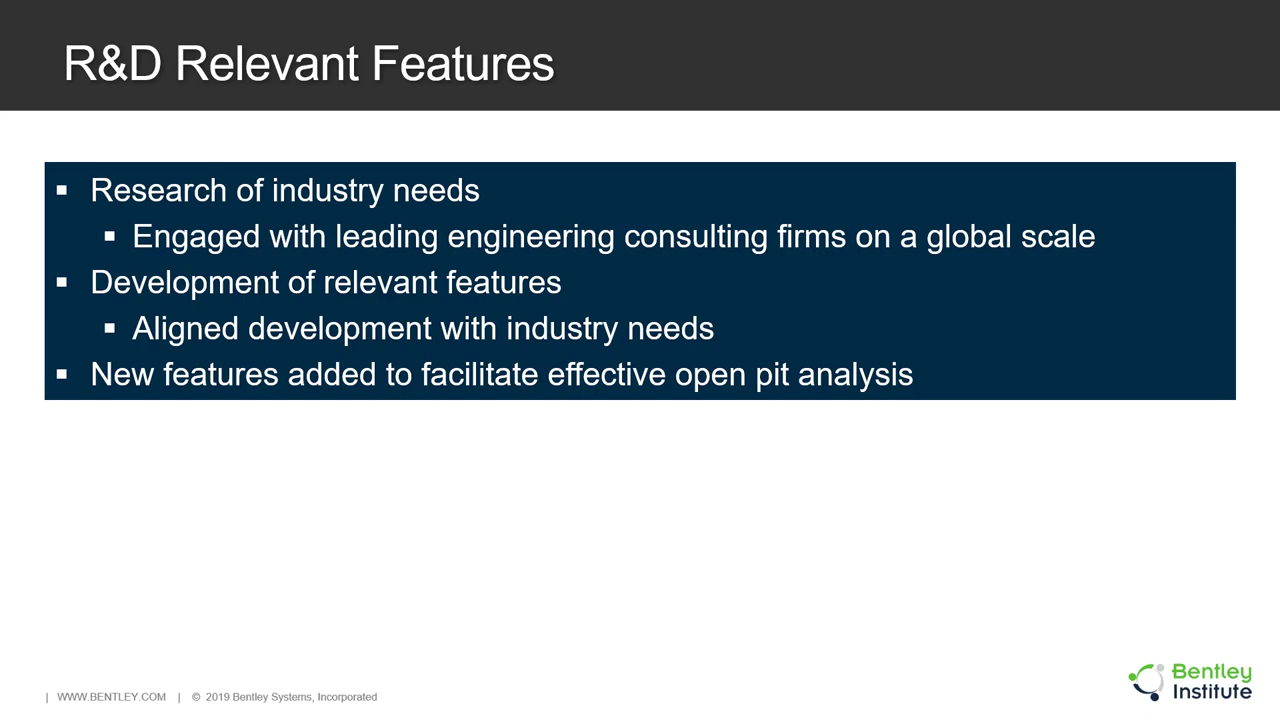 R&D Relevant Features
▪ Research of industry needs
▪ Engaged with leading engineering consulting firms on a global scale
▪ Development of relevant features
▪ Aligned development with industry needs
▪ New features added to facilitate effective open pit analysis
| WWW.BENTLEY.COM | © 2019 Bentley Systems, Incorporated
Bentley
Institute